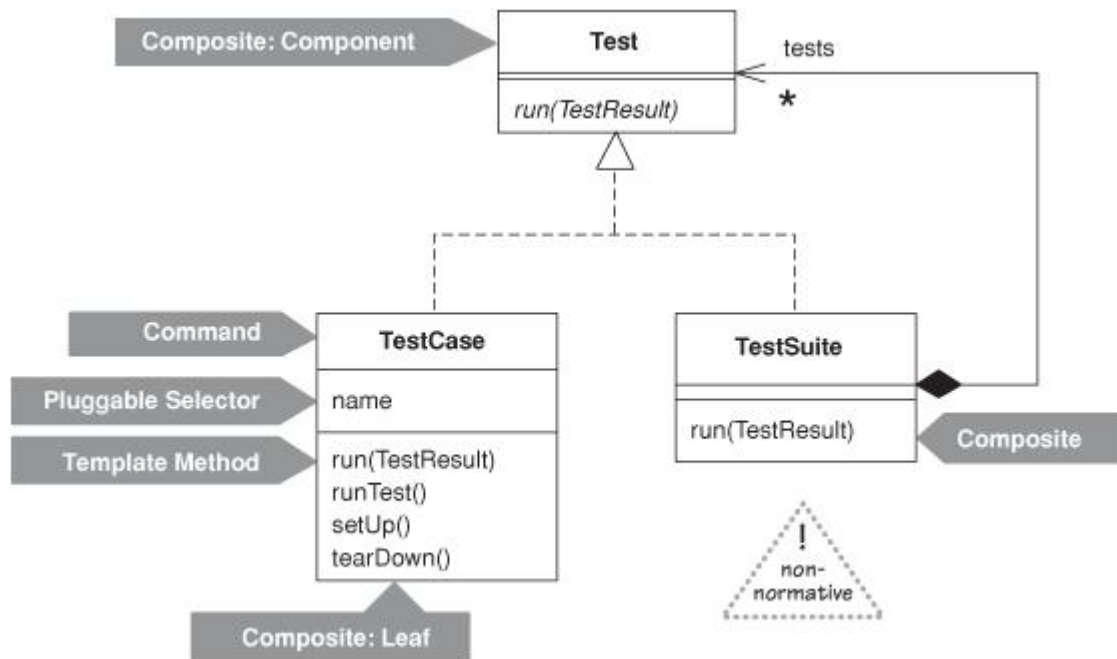 Composite: Component
Test
tests
*
run(TestResult)
Command
TestCase
TestSuite
Pluggable Selector
name
Template Method
run(TestResult)
runTest()
setUp()
tearDown()
run(TestResult)
Composite
!
non-
normative
Composite: Leaf